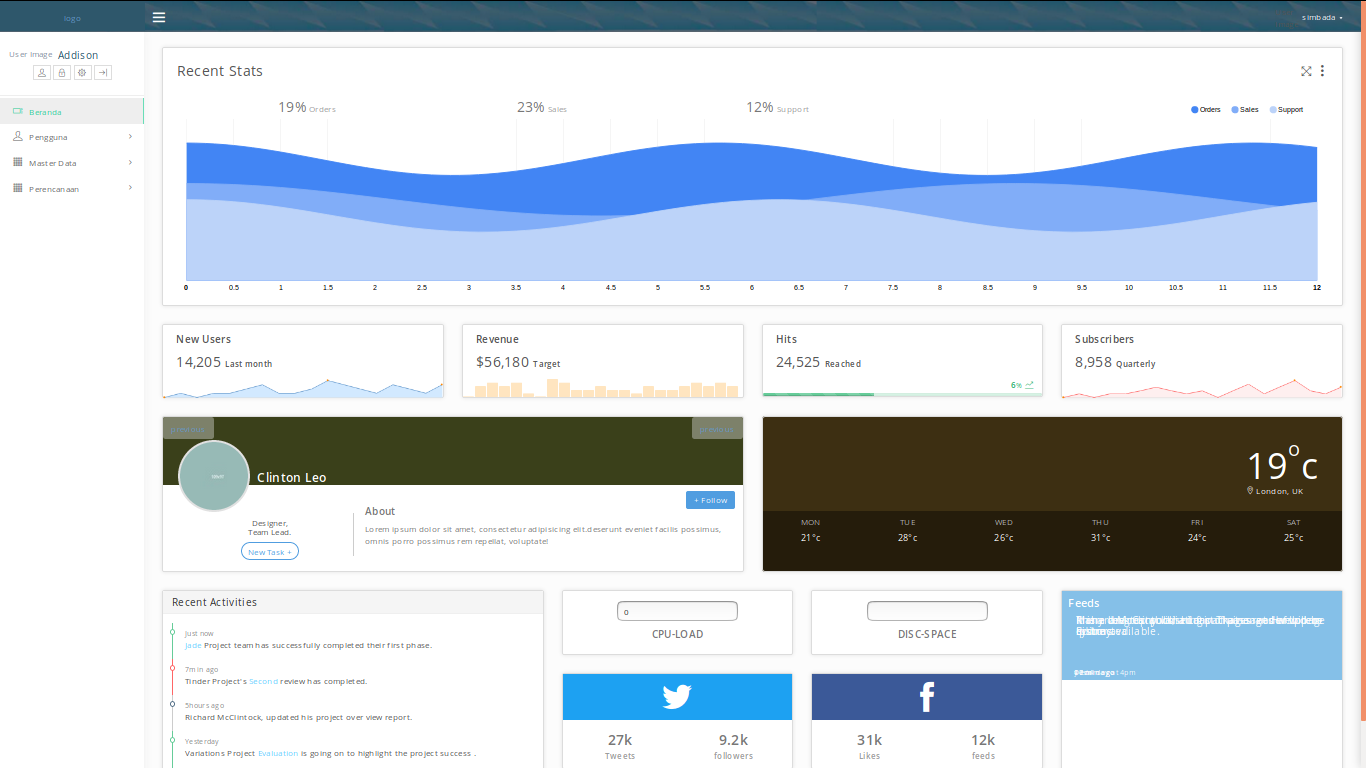 logo
simbada
User Image Addison
Beranda
Pengguna
Master Data
Perencanaan
Recent Stats
19% Orders
23% Sales
12% Support
Orders Sales Support
0 0.5 1 1.5 2 2.5 3 3.5 4 4.5 5 5.5 6 6.5 7 7.5 8 8.5 9 9.5 10 10.5 11 11.5 12
New Users
14,205 Last month
Revenue
$56,180 Target
Hits
24,525 Reached
6%
Subscribers
8,958 Quarterly
previous
previous
Clinton Leo
+ Follow
Designer,
Team Lead.
New Task +
About
Lorem ipsum dolor sit amet, consectetur adipisicing elit.deserunt eveniet facilis possimus,
omnis porro possimus rem repellat, voluptate!
19°c
London, UK
MON TUE WED THU FRI SAT
21°c 28°c 26°c 31°c 24°c 25°c
Recent Activities
Just now
Jade Project team has successfully completed their first phase.
7min ago
Tinder Project's Second review has completed.
5hours ago
Richard McClintock, updated his project over view report.
Yesterday
Variations Project Evaluation is going on to highlight the project success .
0
CPU-LOAD
DISC-SPACE
27k 9.2k
Tweets followers
31k 12k
Likes feeds
Feeds